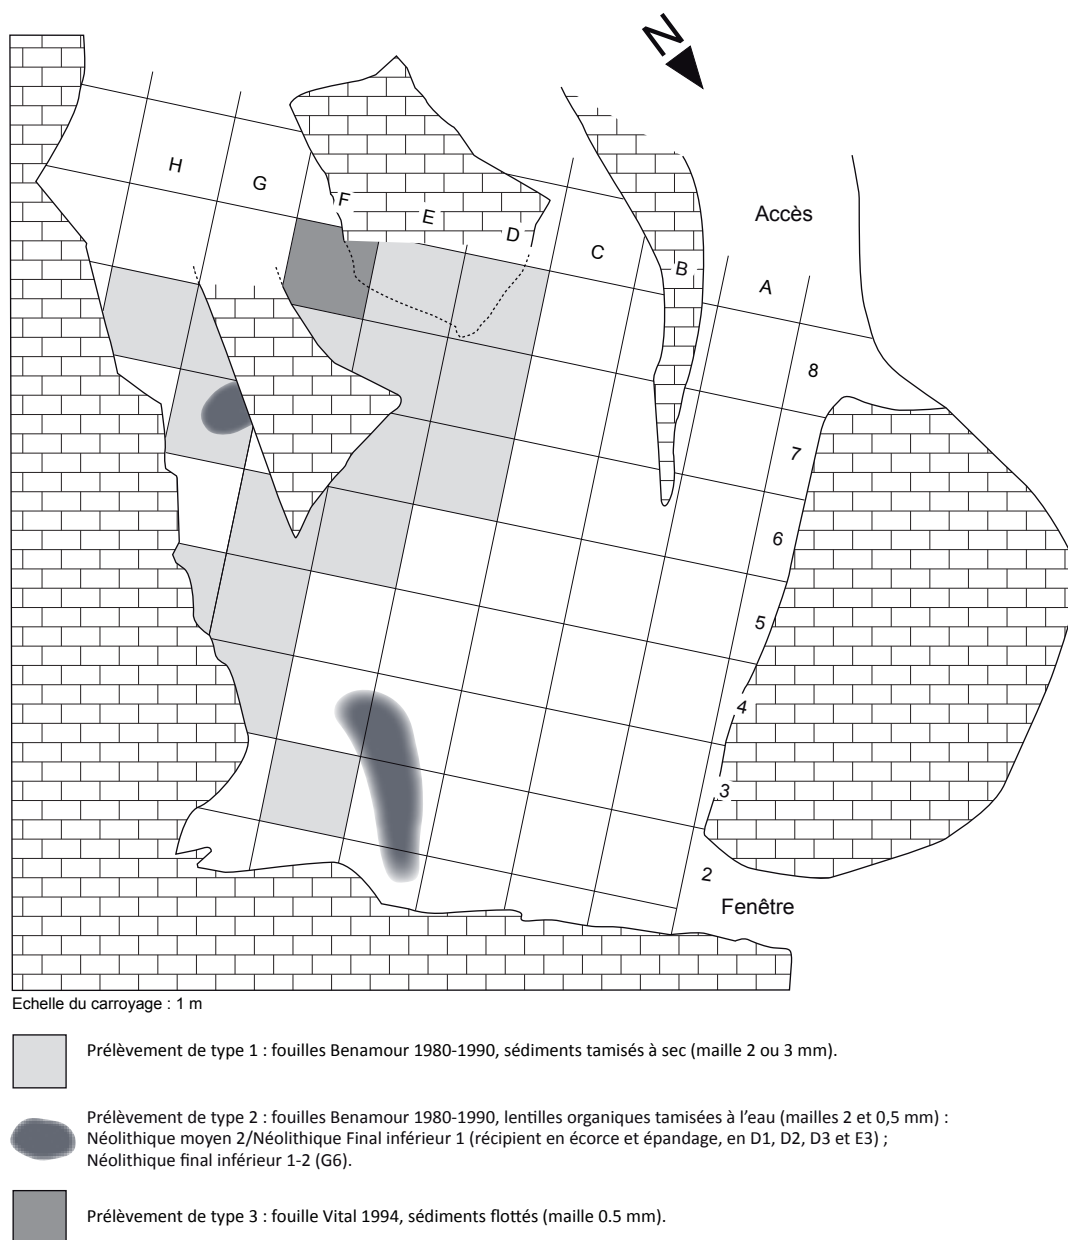 N
H
G
F
E
D
C
B
A
Accès
8
7
6
5
4
3
2
Fenêtre
Echelle du carroyage : 1 m
Prélèvement de type 1 : fouilles Benamour 1980-1990, sédiments tamisés à sec (maille 2 ou 3 mm).
Prélèvement de type 2 : fouilles Benamour 1980-1990, lentilles organiques tamisées à l'eau (mailles 2 et 0,5 mm) :
Néolithique moyen 2/Néolithique Final inférieur 1 (récipient en écorce et épandage, en D1, D2, D3 et E3) ;
Néolithique final inférieur 1-2 (G6).
Prélèvement de type 3 : fouille Vital 1994, sédiments flottés (maille 0.5 mm).